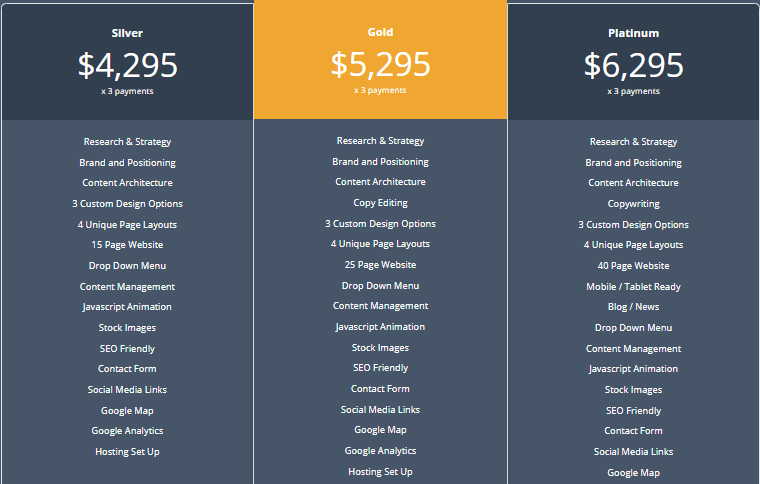 Silver
$4,295
x 3 payments
Research & Strategy
Brand and Positioning
Content Architecture
3 Custom Design Options
4 Unique Page Layouts
15 Page Website
Drop Down Menu
Content Management
Javascript Animation
Stock Images
SEO Friendly
Contact Form
Social Media Links
Google Map
Google Analytics
Hosting Set Up
Gold
$5,295
x 3 payments
Research & Strategy
Brand and Positioning
Content Architecture
Copy Editing
3 Custom Design Options
4 Unique Page Layouts
25 Page Website
Drop Down Menu
Content Management
Javascript Animation
Stock Images
SEO Friendly
Contact Form
Social Media Links
Google Map
Google Analytics
Hosting Set Up
Platinum
$6,295
x 3 payments
Research & Strategy
Brand and Positioning
Content Architecture
Copywriting
3 Custom Design Options
4 Unique Page Layouts
40 Page Website
Mobile / Tablet Ready
Blog / News
Drop Down Menu
Content Management
Javascript Animation
Stock Images
SEO Friendly
Contact Form
Social Media Links
Google Map